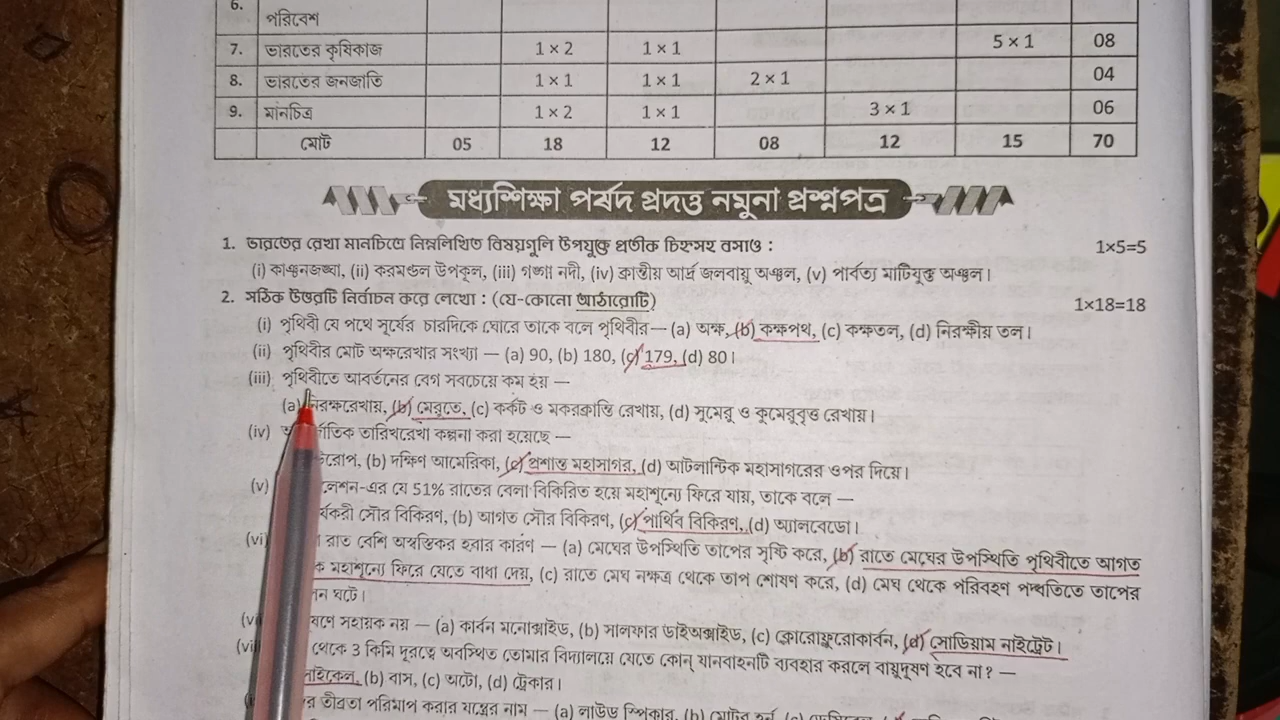 6.
পরিবেশ
7. ভারতের কৃষিকাজ 1 × 2 1 × 1 5 × 1 08
8. ভারতের জনজাতি 1 × 1 1 × 1 2 × 1 04
9. মানচিত্র 1 × 2 1 × 1 3 × 1 06
মোট 05 18 12 08 12 15 70
মধ্যশিক্ষা পর্ষদ প্রদত্ত নমুনা প্রশ্নপত্র
1. ভারতের রেখা মানচিত্রে নিম্নলিখিত বিষয়গুলি উপযুক্ত প্রতীক চিহ্নসহ বসাও : 1×5=5
(i) কাঞ্চনজঙ্ঘা, (ii) করমণ্ডল উপকূল, (iii) গঙ্গা নদী, (iv) ক্রান্তীয় আর্দ্র জলবায়ু অঞ্চল, (v) পার্বত্য মাটিযুক্ত অঞ্চল।
2. সঠিক উত্তরটি নির্বাচন করে লেখো : (যে-কোনো আঠারোটি) 1×18=18
(i) পৃথিবী যে পথে সূর্যের চারদিকে ঘোরে তাকে বলে পৃথিবীর— (a) অক্ষ, (b) কক্ষপথ, (c) কক্ষতল, (d) নিরক্ষীয় তল।
(ii) পৃথিবীর মোট অক্ষরেখার সংখ্যা — (a) 90, (b) 180, (c) 179, (d) 80।
(iii) পৃথিবীতে আবর্তনের বেগ সবচেয়ে কম হয় —
(a) নিরক্ষরেখায়, (b) মেরুতে, (c) কর্কট ও মকরক্রান্তি রেখায়, (d) সুমেরু ও কুমেরুবৃত্ত রেখায়।
(iv) তারিখরেখা কল্পনা করা হয়েছে —
(b) দক্ষিণ আমেরিকা, (c) প্রশান্ত মহাসাগর, (d) আটলান্টিক মহাসাগরের ওপর দিয়ে।
(v) যে 51% রাতের বেলা বিকিরিত হয়ে মহাশূন্যে ফিরে যায়, তাকে বলে —
সৌর বিকিরণ, (b) আগত সৌর বিকিরণ, (c) পার্থিব বিকিরণ, (d) অ্যালবেডো।
(vi) রাত বেশি অস্বস্তিকর হবার কারণ — (a) মেঘের উপস্থিতি তাপের সৃষ্টি করে, (b) রাতে মেঘের উপস্থিতি পৃথিবীতে আগত
মহাশূন্যে ফিরে যেতে বাধা দেয়, (c) রাতে মেঘ নক্ষত্র থেকে তাপ শোষণ করে, (d) মেঘ থেকে পরিবহণ পদ্ধতিতে তাপের
ঘটে।
সহায়ক নয় — (a) কার্বন মনোক্সাইড, (b) সালফার ডাইঅক্সাইড, (c) ক্লোরোফ্লুরোকার্বন, (d) সোডিয়াম নাইট্রেট।
থেকে 3 কিমি দূরত্বে অবস্থিত তোমার বিদ্যালয়ে যেতে কোন্ যানবাহনটি ব্যবহার করলে বায়ুদূষণ হবে না? —
(b) বাস, (c) অটো, (d) ট্রেকার।
তীব্রতা পরিমাপ করার যন্ত্রের নাম — (a) লাউড স্পিকার, (b) মোটর হর্ন,